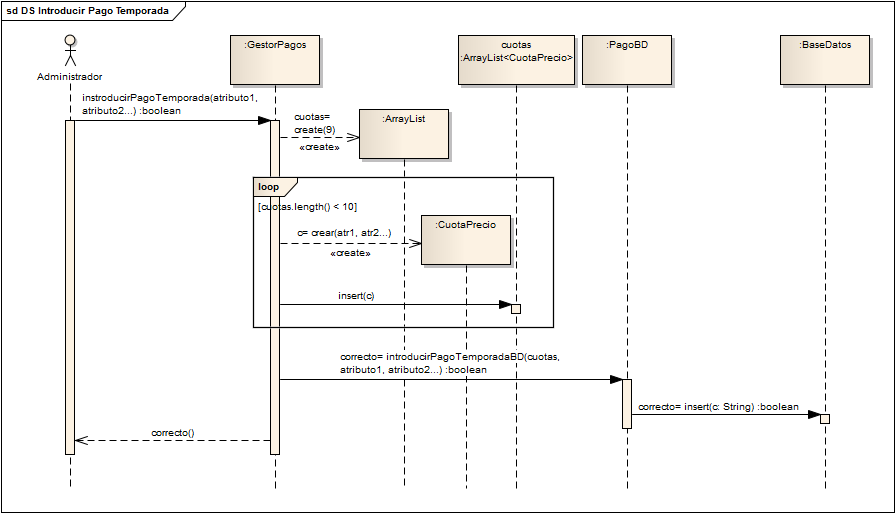 sd DS Introducir Pago Temporada
Administrador
:GestorPagos
cuotas
:ArrayList<CuotaPrecio>
:PagoBD
:BaseDatos
instroducirPagoTemporada(atributo1,
atributo2...) :boolean
cuotas=
create(9)
«create»
:ArrayList
loop
[cuotas.length() < 10]
c= crear(atr1, atr2...)
«create»
:CuotaPrecio
insert(c)
correcto= introducirPagoTemporadaBD(cuotas,
atributo1, atributo2...) :boolean
correcto= insert(c: String) :boolean
correcto()